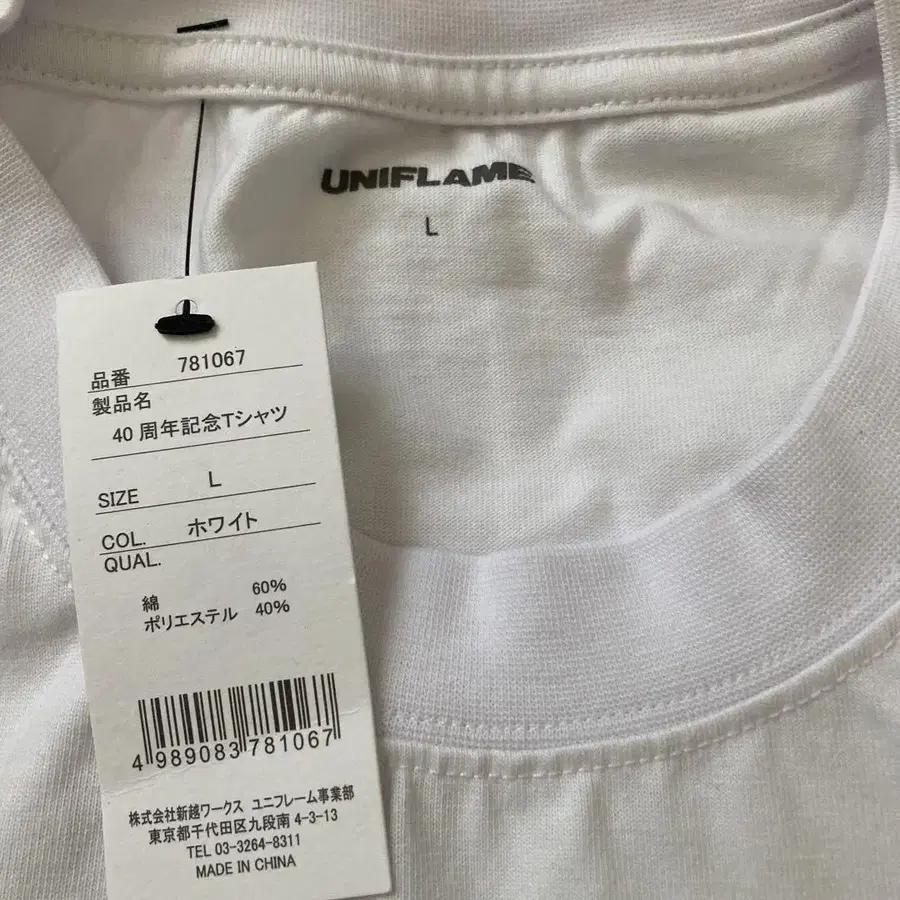 UNIFLAME
L
品番 781067
製品名
40周年記念Tシャツ
SIZE L
COL. ホワイト
QUAL.
綿 60%
ポリエステル 40%
4 989083 781067
株式会社新越ワークス ユニフレーム事業部
東京都千代田区九段南 4-3-13
TEL 03-3264-8311
MADE IN CHINA